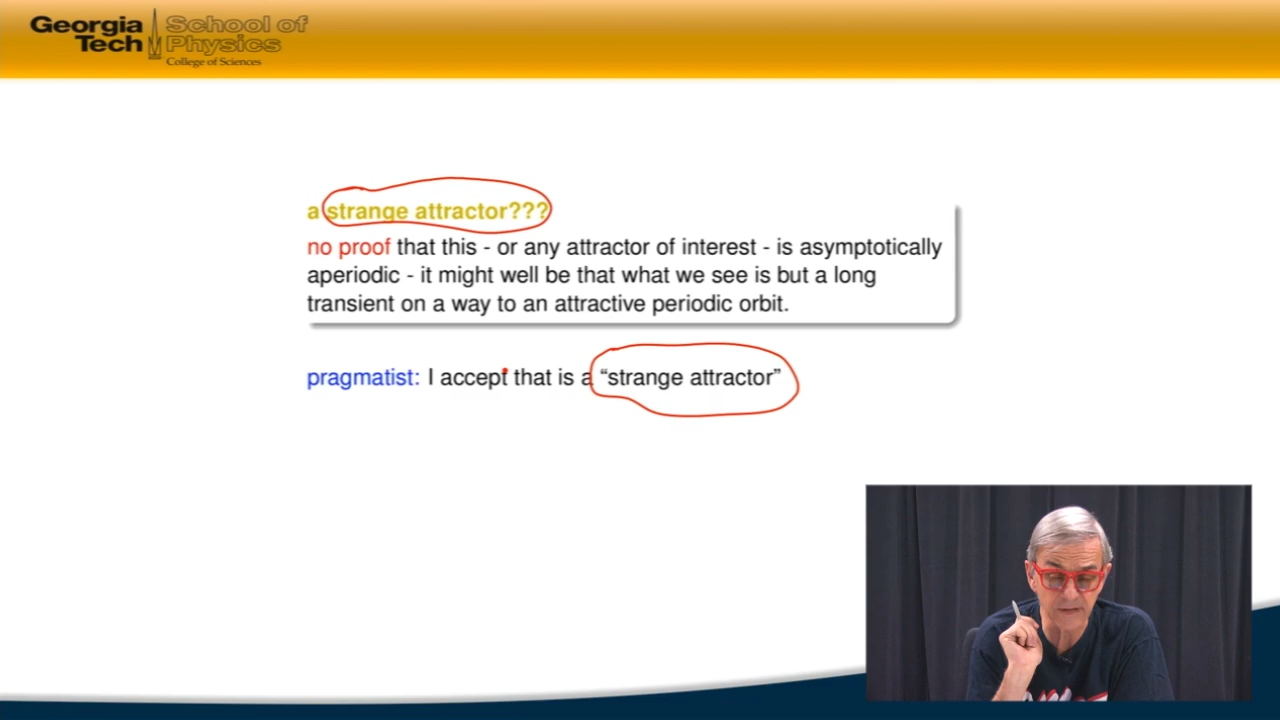 Georgia Tech
School of Physics
College of Sciences
a strange attractor???
no proof that this - or any attractor of interest - is asymptotically
aperiodic - it might well be that what we see is but a long
transient on a way to an attractive periodic orbit.
pragmatist: I accept that is a “strange attractor”